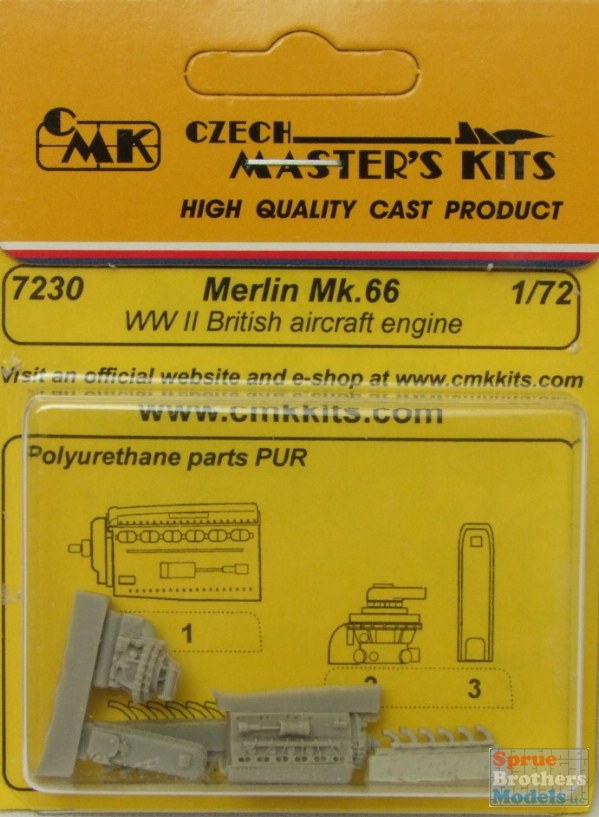 CMK
CZECH
MASTER'S KITS
HIGH QUALITY CAST PRODUCT
7230 Merlin Mk.66 1/72
WW II British aircraft engine
Visit an official website and e-shop at www.cmkkits.com
www.cmkkits.com
Polyurethane parts PUR
1
2 3
Sprue
Brothers
Models LLC